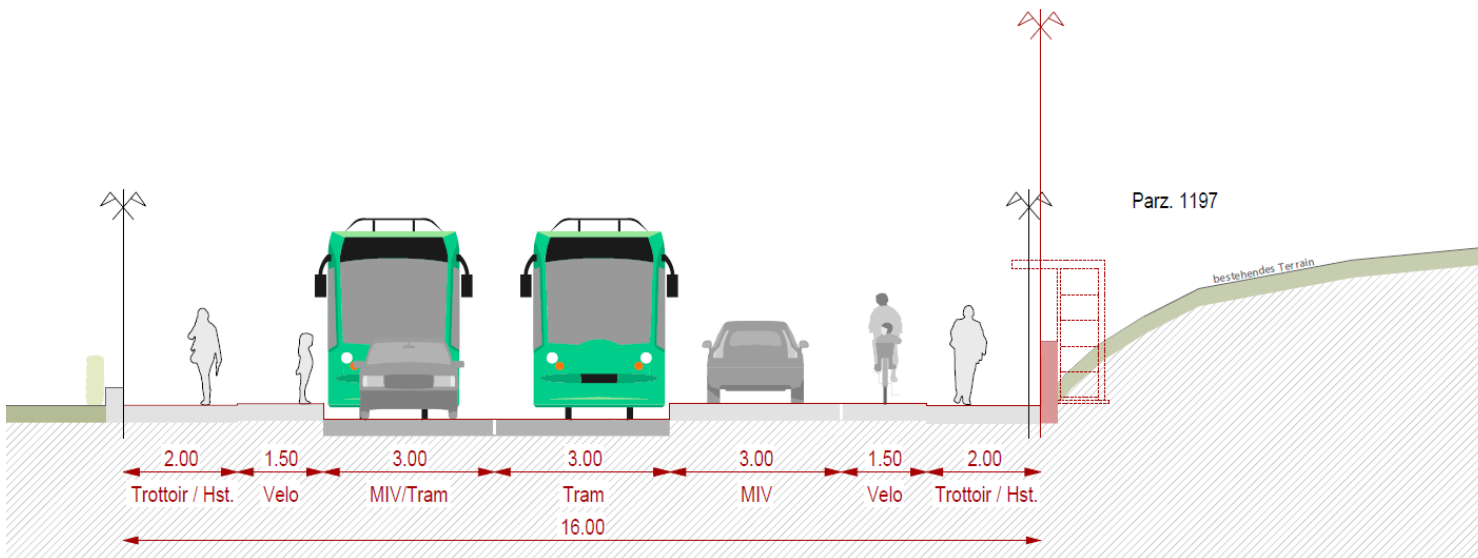 Parz. 1197
bestehendes Terrain
2.00 1.50 3.00 3.00 3.00 1.50 2.00
Trottoir / Hst. Velo MIV/Tram Tram MIV Velo Trottoir / Hst.
16.00